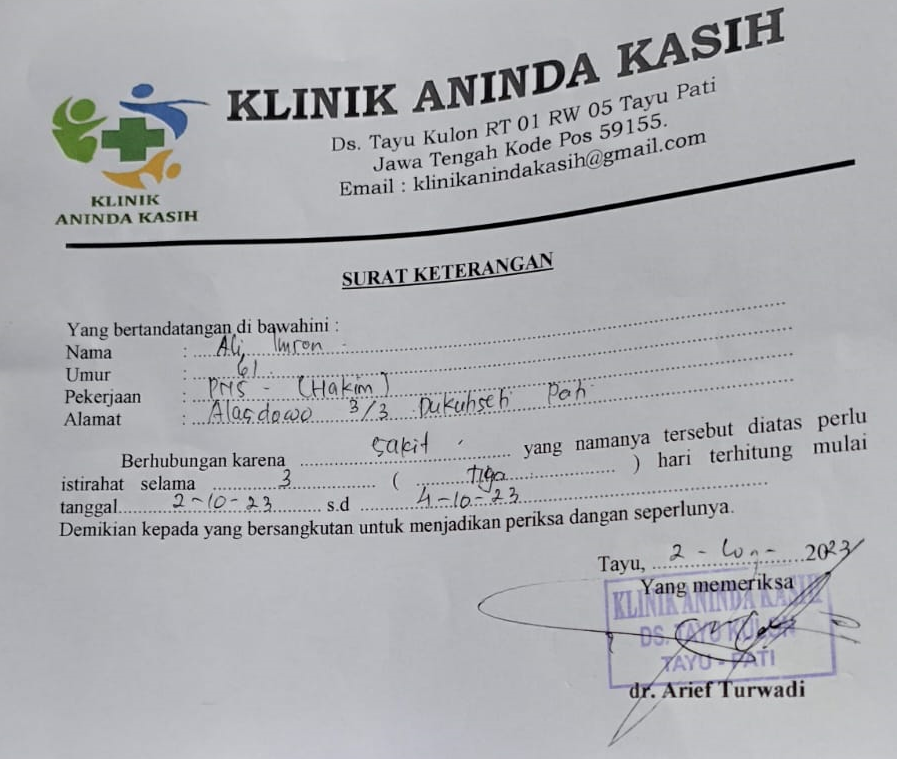 KLINIK ANINDA KASIH
Ds. Tayu Kulon RT 01 RW 05 Tayu Pati
Jawa Tengah Kode Pos 59155.
Email : klinikanindakasih@gmail.com
KLINIK
ANINDA KASIH
SURAT KETERANGAN
Yang bertandatangan di bawahini :
Nama : Ali Imron
Umur : 61
Pekerjaan : PNS - (Hakim)
Alamat : Alasdowo 3/3 Dukuhseti Pati
Berhubungan karena sakit yang namanya tersebut diatas perlu
istirahat selama 3 ( Tiga ) hari terhitung mulai
tanggal 2-10-23 s.d 4-10-23
Demikian kepada yang bersangkutan untuk menjadikan periksa dangan seperlunya.
Tayu, 2 - 2023
Yang memeriksa
KLINIK ANINDA KASIH
DS. TAYU KULON
TAYU - PATI
dr. Arief Turwadi